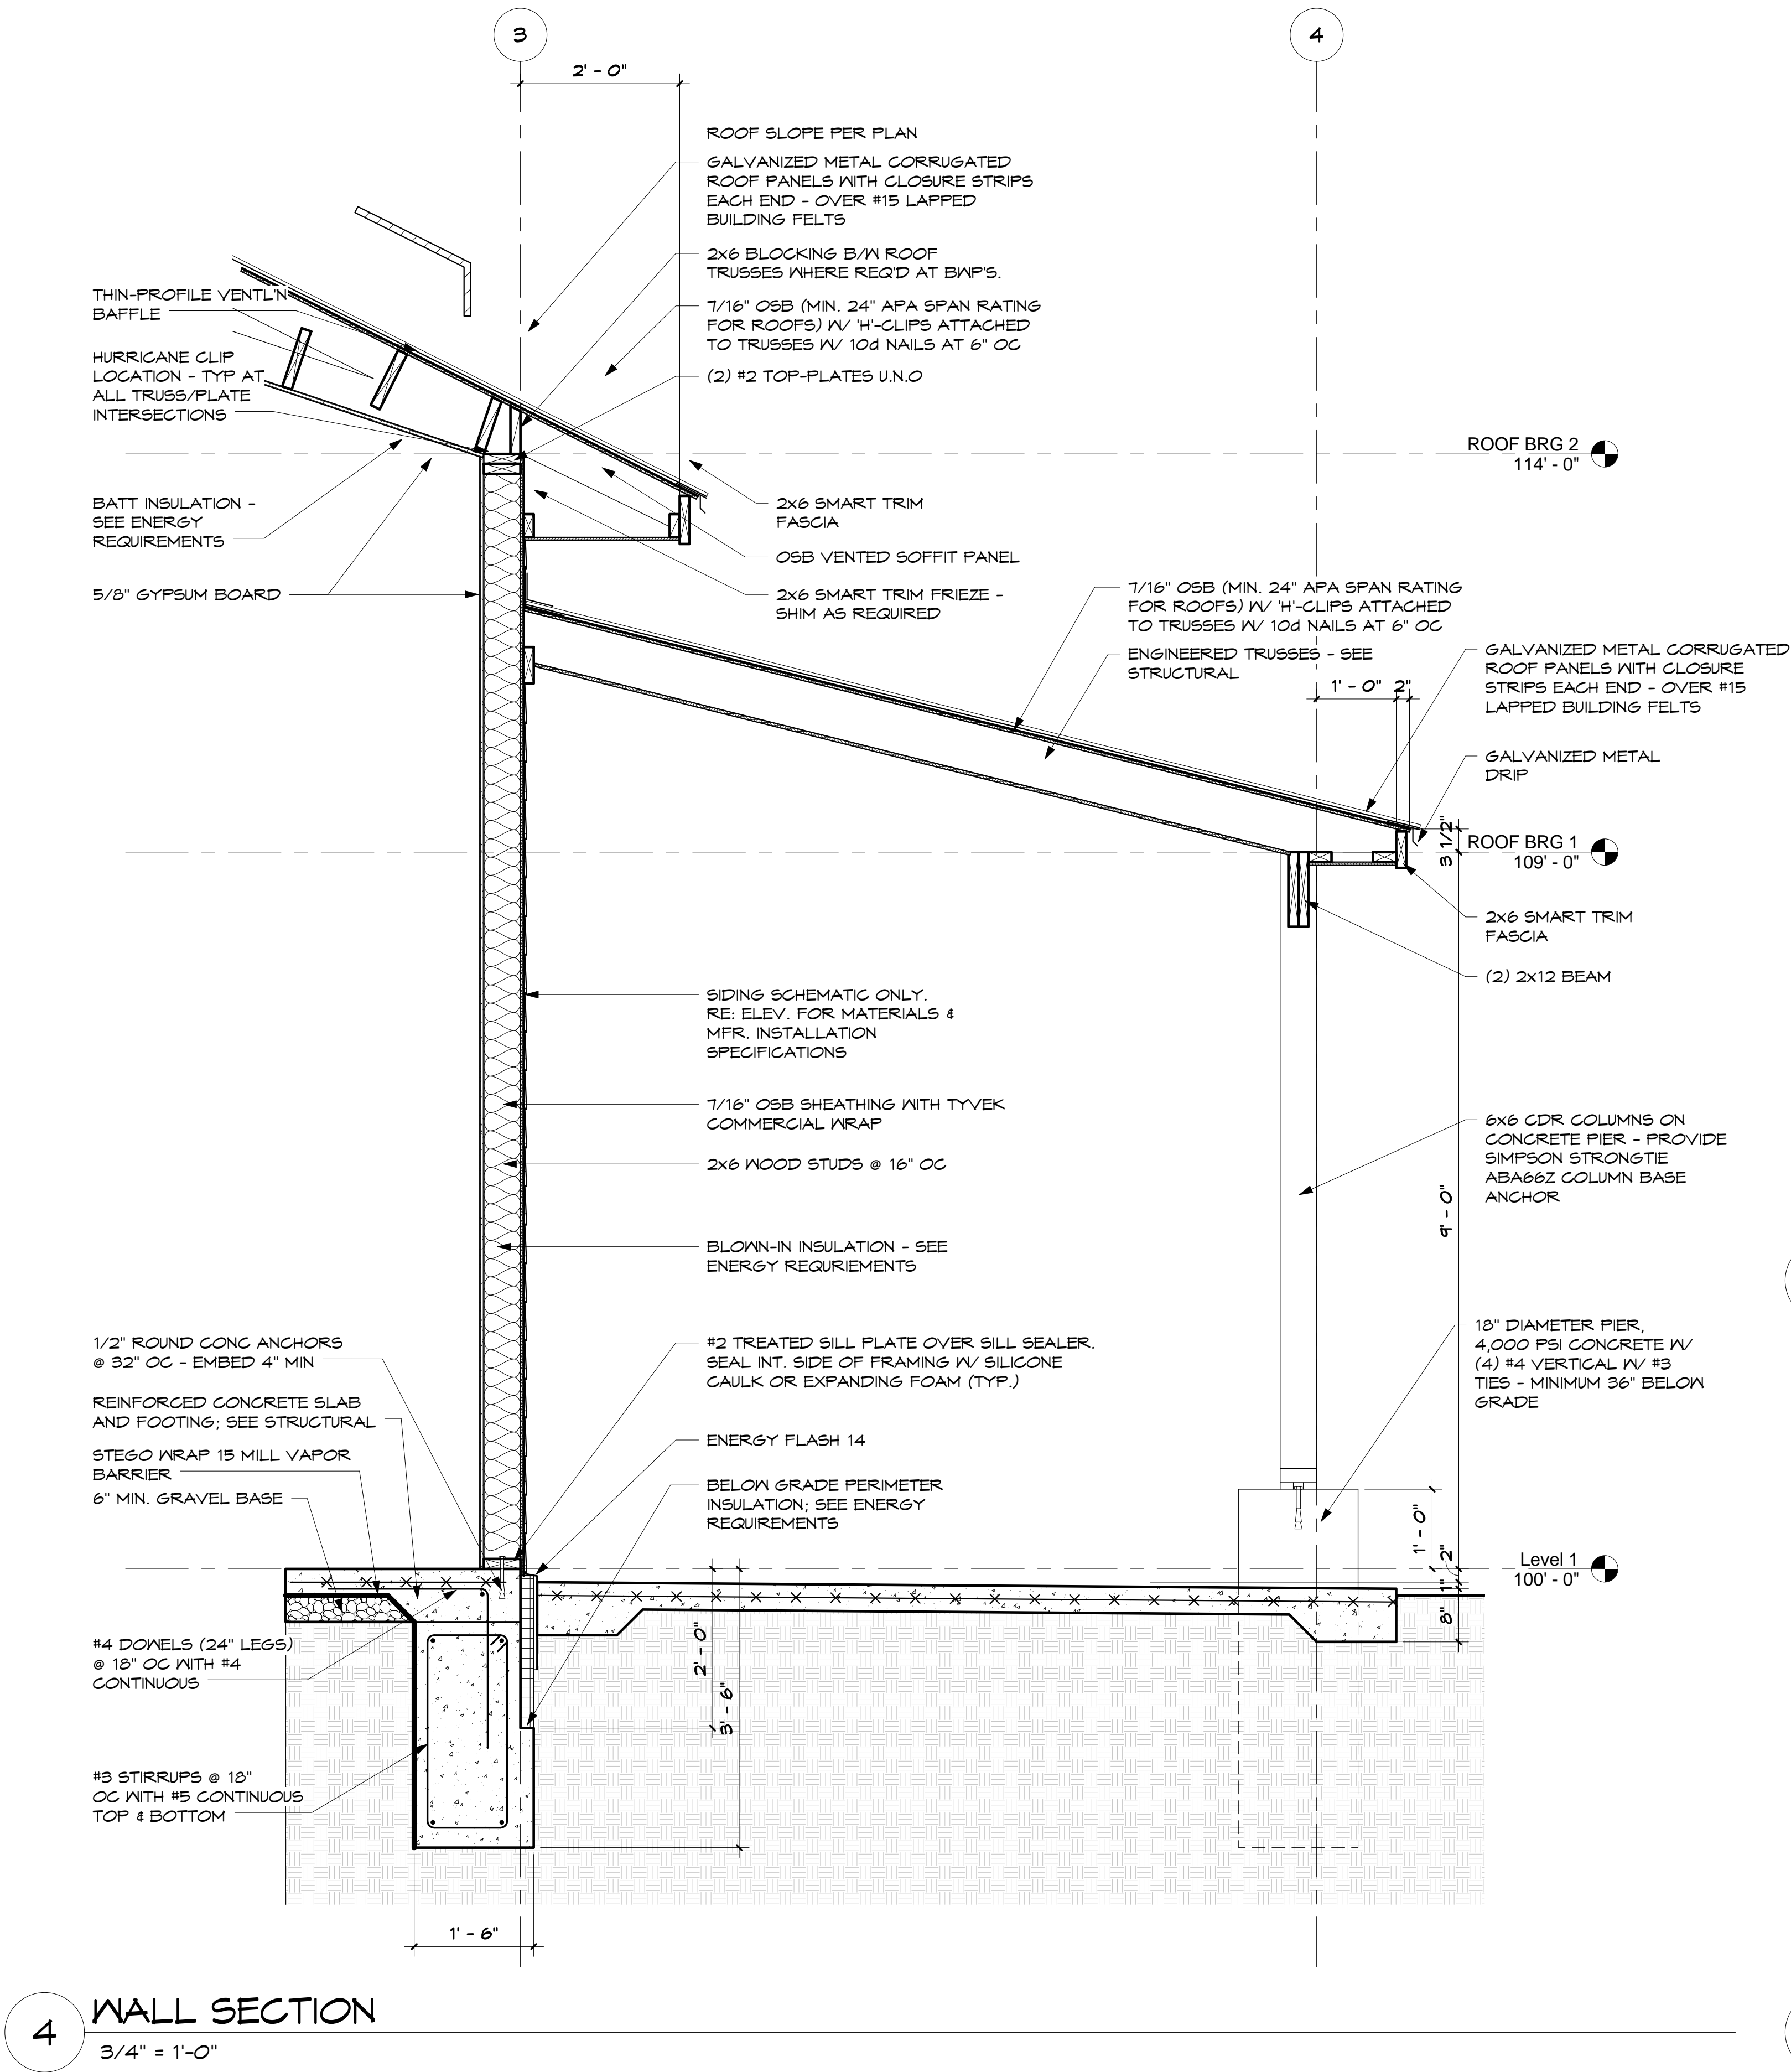 3
4
2' - 0"
ROOF SLOPE PER PLAN
GALVANIZED METAL CORRUGATED
ROOF PANELS WITH CLOSURE STRIPS
EACH END - OVER #15 LAPPED
BUILDING FELTS
2x6 BLOCKING B/W ROOF
TRUSSES WHERE REQ'D AT BWP'S.
7/16" OSB (MIN. 24" APA SPAN RATING
FOR ROOFS) W/ 'H'-CLIPS ATTACHED
TO TRUSSES W/ 10d NAILS AT 6" OC
(2) #2 TOP-PLATES U.N.O
THIN-PROFILE VENTL'N
BAFFLE
HURRICANE CLIP
LOCATION - TYP AT
ALL TRUSS/PLATE
INTERSECTIONS
BATT INSULATION -
SEE ENERGY
REQUIREMENTS
5/8" GYPSUM BOARD
ROOF BRG 2
114' - 0"
2x6 SMART TRIM
FASCIA
OSB VENTED SOFFIT PANEL
2x6 SMART TRIM FRIEZE -
SHIM AS REQUIRED
7/16" OSB (MIN. 24" APA SPAN RATING
FOR ROOFS) W/ 'H'-CLIPS ATTACHED
TO TRUSSES W/ 10d NAILS AT 6" OC
ENGINEERED TRUSSES - SEE
STRUCTURAL
1' - 0" 2"
GALVANIZED METAL CORRUGATED
ROOF PANELS WITH CLOSURE
STRIPS EACH END - OVER #15
LAPPED BUILDING FELTS
GALVANIZED METAL
DRIP
3 1/2"
ROOF BRG 1
109' - 0"
2x6 SMART TRIM
FASCIA
(2) 2x12 BEAM
SIDING SCHEMATIC ONLY.
RE: ELEV. FOR MATERIALS &
MFR. INSTALLATION
SPECIFICATIONS
7/16" OSB SHEATHING WITH TYVEK
COMMERCIAL WRAP
2x6 WOOD STUDS @ 16" OC
BLOWN-IN INSULATION - SEE
ENERGY REQURIEMENTS
6x6 CDR COLUMNS ON
CONCRETE PIER - PROVIDE
SIMPSON STRONGTIE
ABA66Z COLUMN BASE
ANCHOR
9' - 0"
18" DIAMETER PIER,
4,000 PSI CONCRETE W/
(4) #4 VERTICAL W/ #3
TIES - MINIMUM 36" BELOW
GRADE
1/2" ROUND CONC ANCHORS
@ 32" OC - EMBED 4" MIN
REINFORCED CONCRETE SLAB
AND FOOTING; SEE STRUCTURAL
STEGO WRAP 15 MILL VAPOR
BARRIER
6" MIN. GRAVEL BASE
#2 TREATED SILL PLATE OVER SILL SEALER.
SEAL INT. SIDE OF FRAMING W/ SILICONE
CAULK OR EXPANDING FOAM (TYP.)
ENERGY FLASH 14
BELOW GRADE PERIMETER
INSULATION; SEE ENERGY
REQUIREMENTS
1' - 0"
2"
1"
8"
Level 1
100' - 0"
#4 DOWELS (24" LEGS)
@ 18" OC WITH #4
CONTINUOUS
2' - 0"
3' - 6"
#3 STIRRUPS @ 18"
OC WITH #5 CONTINUOUS
TOP & BOTTOM
1' - 6"
4
WALL SECTION
3/4" = 1'-0"